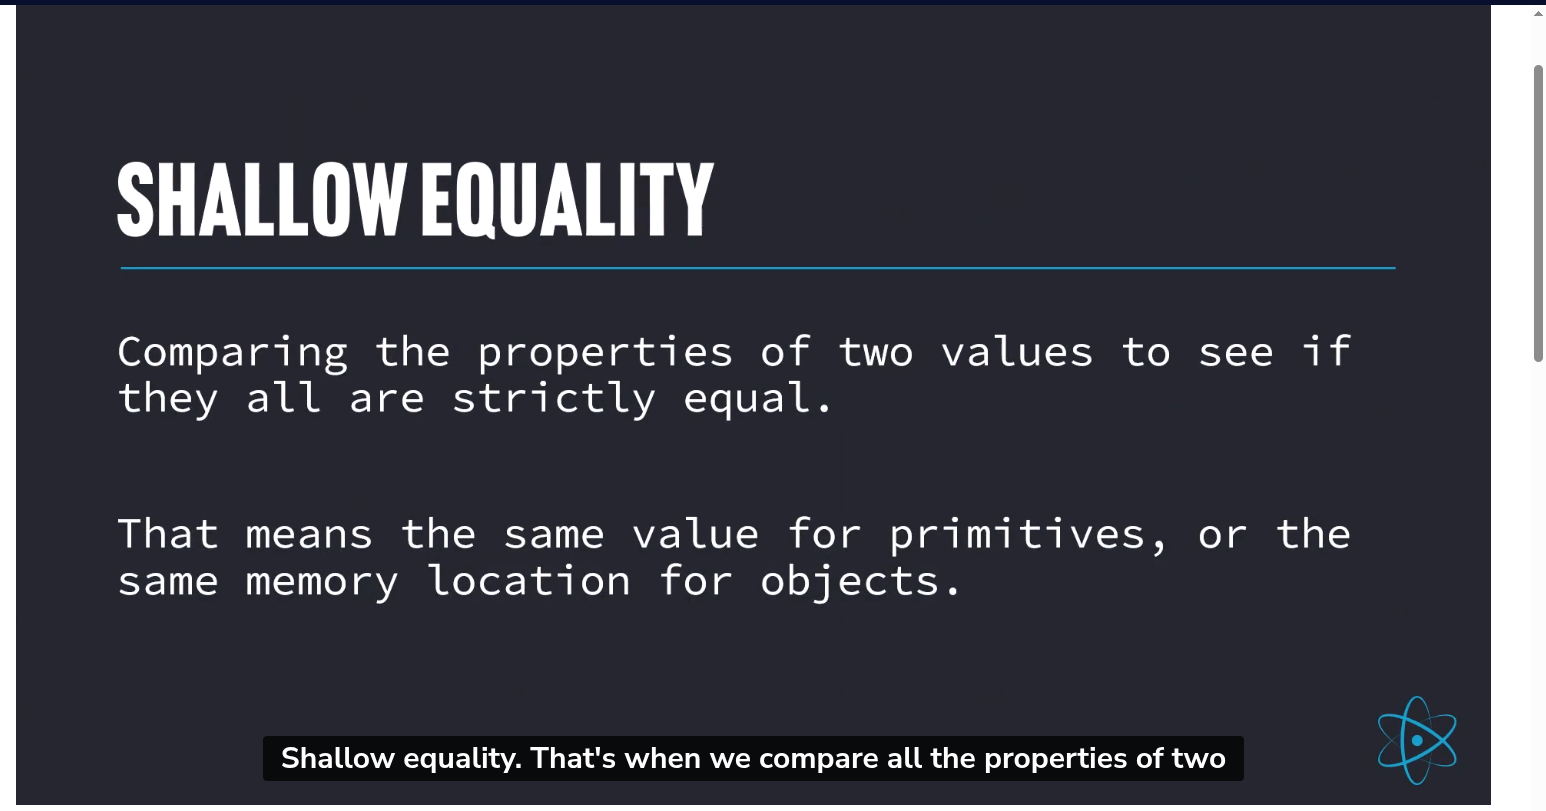 SHALLOW EQUALITY
Comparing the properties of two values to see if
they all are strictly equal.
That means the same value for primitives, or the
same memory location for objects.
Shallow equality. That's when we compare all the properties of two